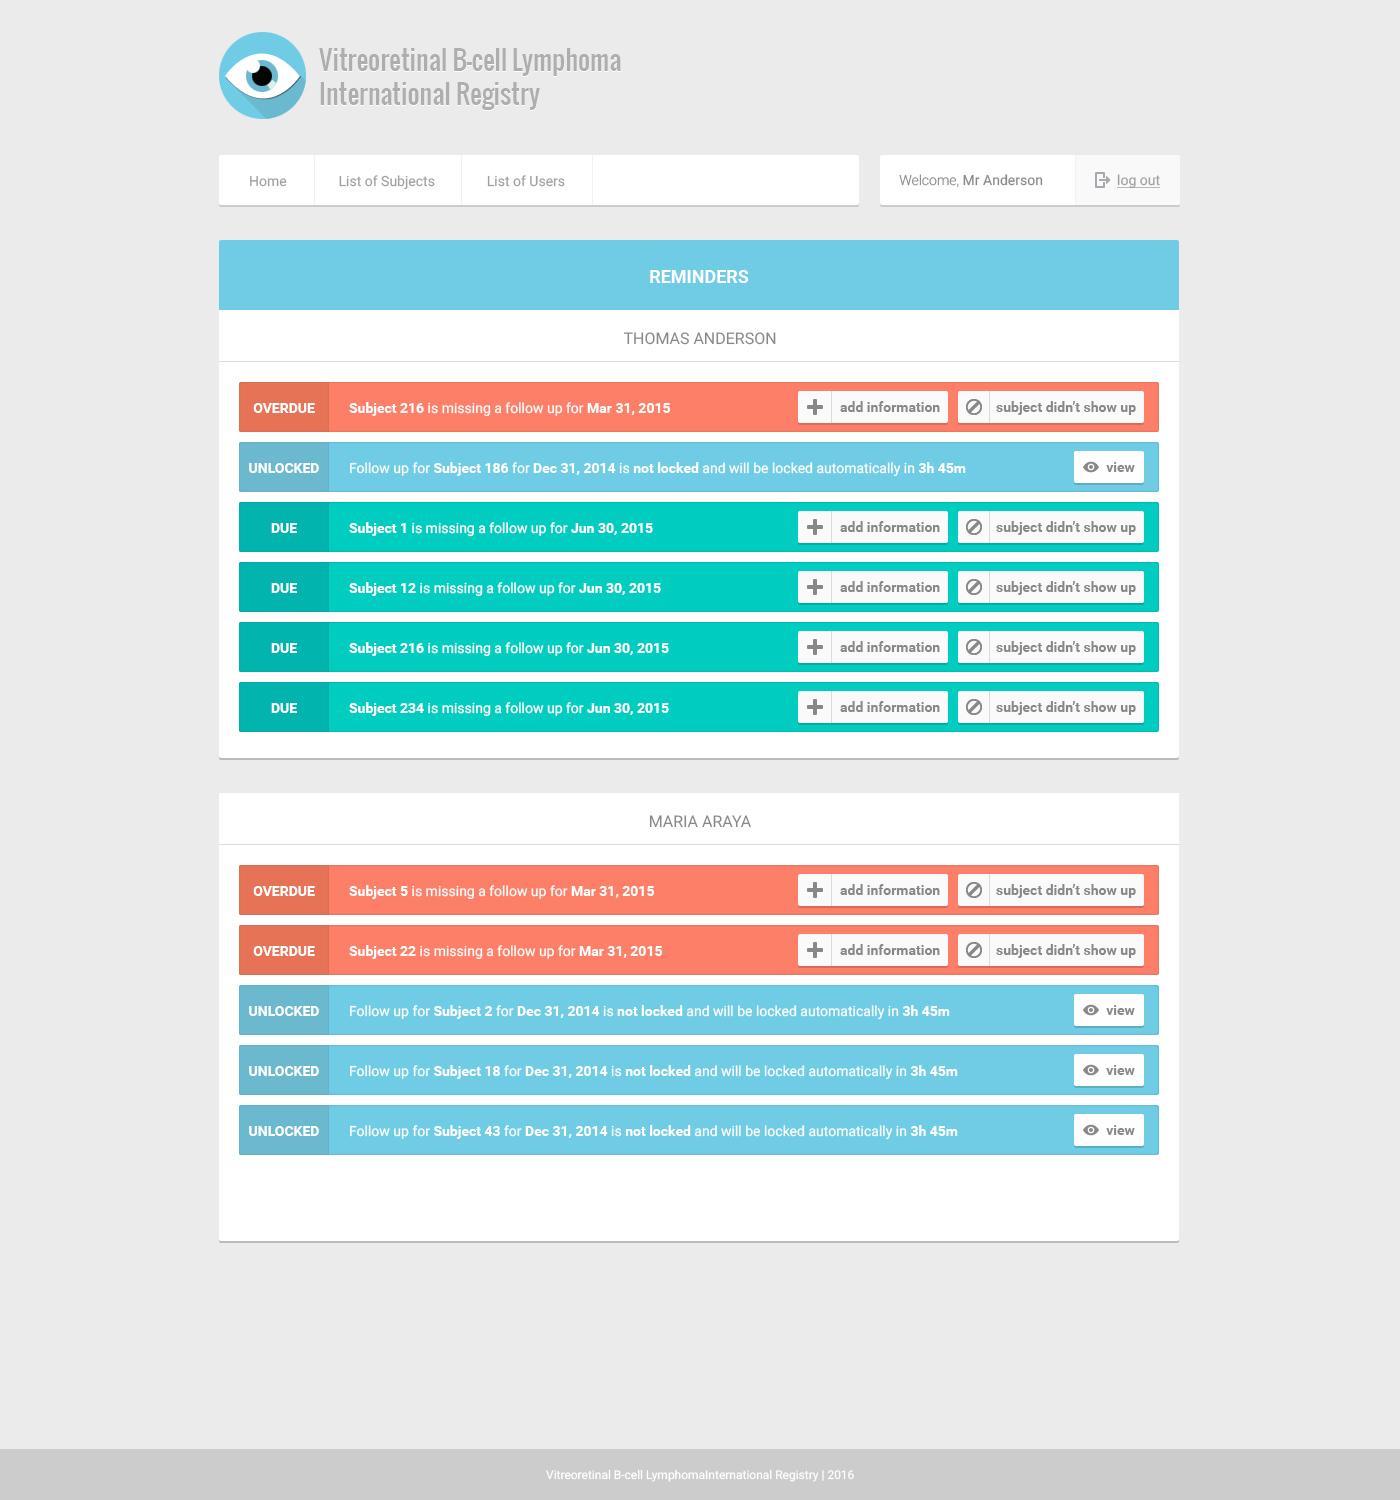 Vitreoretinal B-cell Lymphoma
International Registry
Home List of Subjects List of Users Welcome, Mr Anderson log out
REMINDERS
THOMAS ANDERSON
OVERDUE Subject 216 is missing a follow up for Mar 31, 2015 add information subject didn't show up
UNLOCKED Follow up for Subject 186 for Dec 31, 2014 is not locked and will be locked automatically in 3h 45m view
DUE Subject 1 is missing a follow up for Jun 30, 2015 add information subject didn't show up
DUE Subject 12 is missing a follow up for Jun 30, 2015 add information subject didn't show up
DUE Subject 216 is missing a follow up for Jun 30, 2015 add information subject didn't show up
DUE Subject 234 is missing a follow up for Jun 30, 2015 add information subject didn't show up
MARIA ARAYA
OVERDUE Subject 5 is missing a follow up for Mar 31, 2015 add information subject didn't show up
OVERDUE Subject 22 is missing a follow up for Mar 31, 2015 add information subject didn't show up
UNLOCKED Follow up for Subject 2 for Dec 31, 2014 is not locked and will be locked automatically in 3h 45m view
UNLOCKED Follow up for Subject 18 for Dec 31, 2014 is not locked and will be locked automatically in 3h 45m view
UNLOCKED Follow up for Subject 43 for Dec 31, 2014 is not locked and will be locked automatically in 3h 45m view
Vitreoretinal B-cell LymphomaInternational Registry | 2016